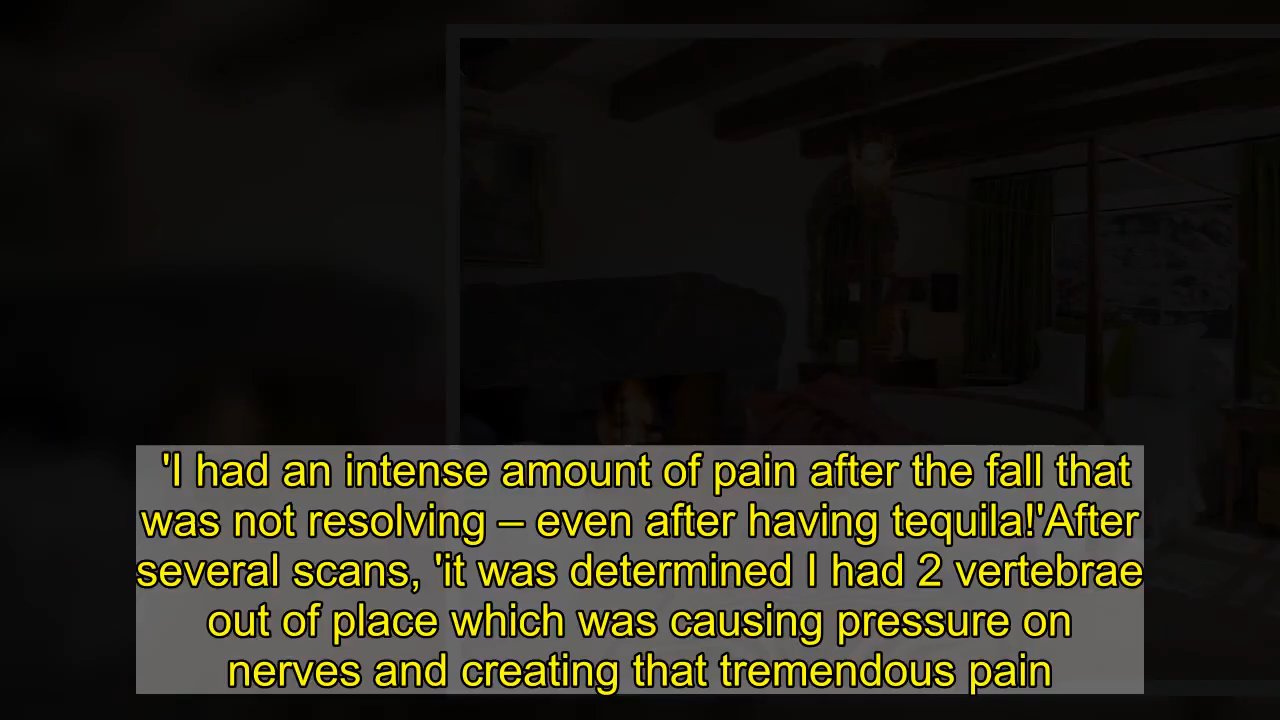 'I had an intense amount of pain after the fall that
was not resolving – even after having tequila!'After
several scans, 'it was determined I had 2 vertebrae
out of place which was causing pressure on
nerves and creating that tremendous pain